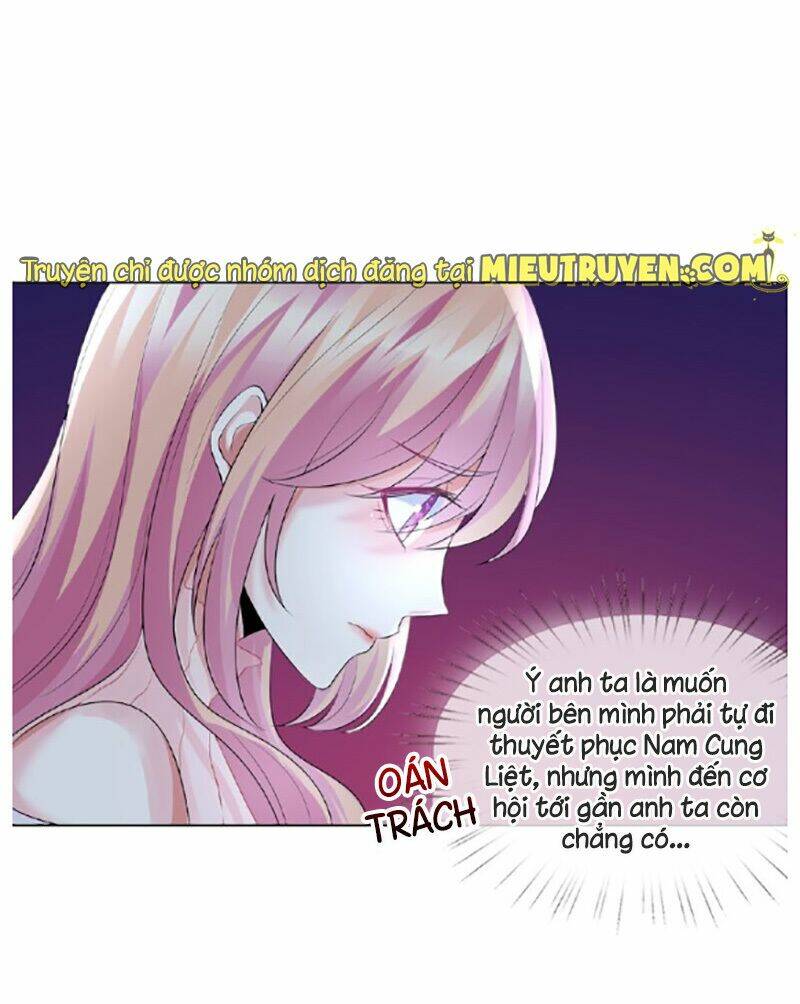 Truyện chỉ được nhóm dịch đăng tại MIEUTRUYEN.COM
Ý anh ta là muốn
người bên mình phải tự đi
thuyết phục Nam Cung
Liệt, nhưng mình đến cơ
hội tới gần anh ta còn
chẳng có...
OÁN
TRÁCH